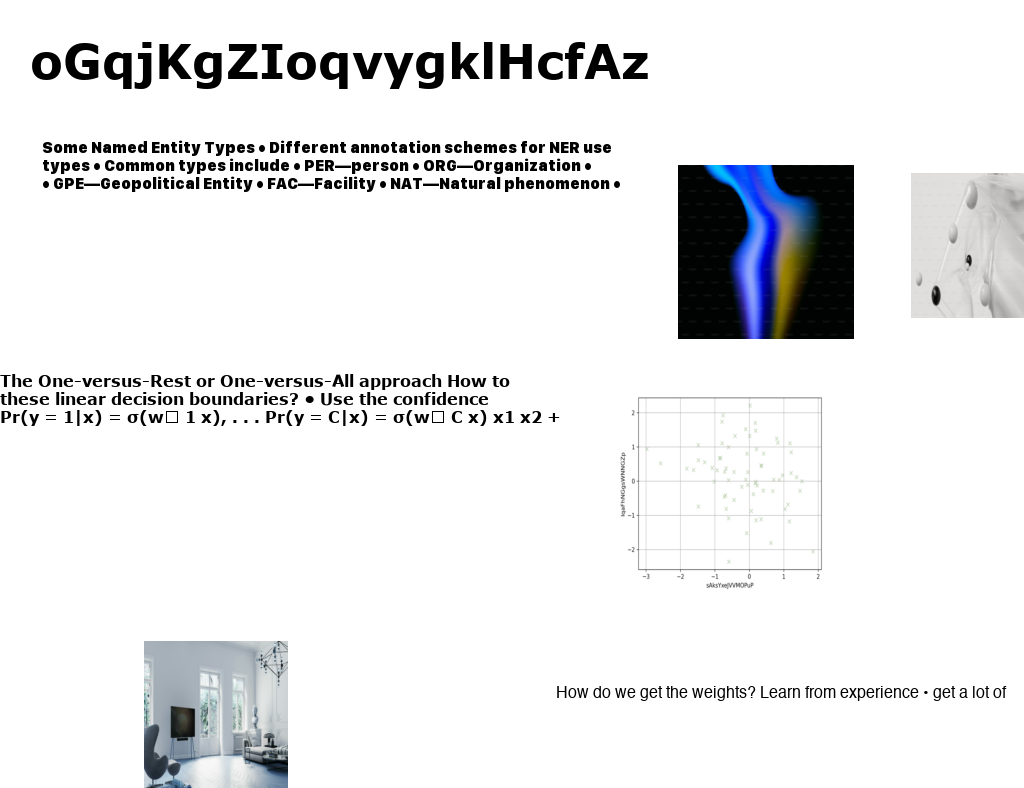 oGqjKgZIoqvygklHcfAz
Some Named Entity Types • Different annotation schemes for NER use
types • Common types include • PER—person • ORG—Organization •
• GPE—Geopolitical Entity • FAC—Facility • NAT—Natural phenomenon •
The One-versus-Rest or One-versus-All approach How to
these linear decision boundaries? • Use the confidence
Pr(y = 1|x) = σ(w□ 1 x), . . . Pr(y = C|x) = σ(w□ C x) x1 x2 +
2
1
0
−1
−2
−3 −2 −1 0 1 2
How do we get the weights? Learn from experience • get a lot of